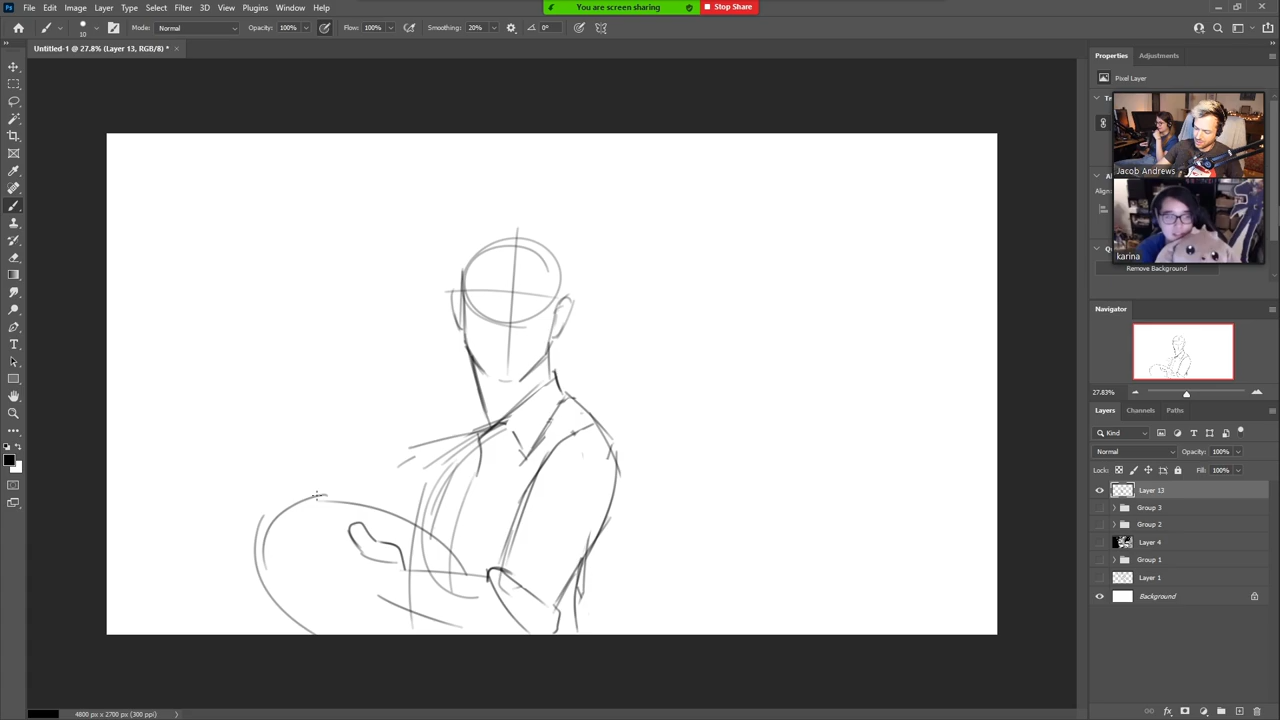 You are screen sharing
Stop Share
File Edit Image Layer Type Select Filter 3D View Plugins Window Help
10 Mode: Normal Opacity: 100% Flow: 100% Smoothing: 20% 0°
Untitled-1 @ 27.8% (Layer 13, RGB/8) *
Properties Adjustments
Pixel Layer
Jacob Andrews
karina
Remove Background
Navigator
27.83%
Layers Channels Paths
Kind
Normal Opacity: 100%
Lock: Fill: 100%
Layer 13
Group 3
Group 2
Layer 4
Group 1
Layer 1
Background
4800 px x 2700 px (300 ppi)